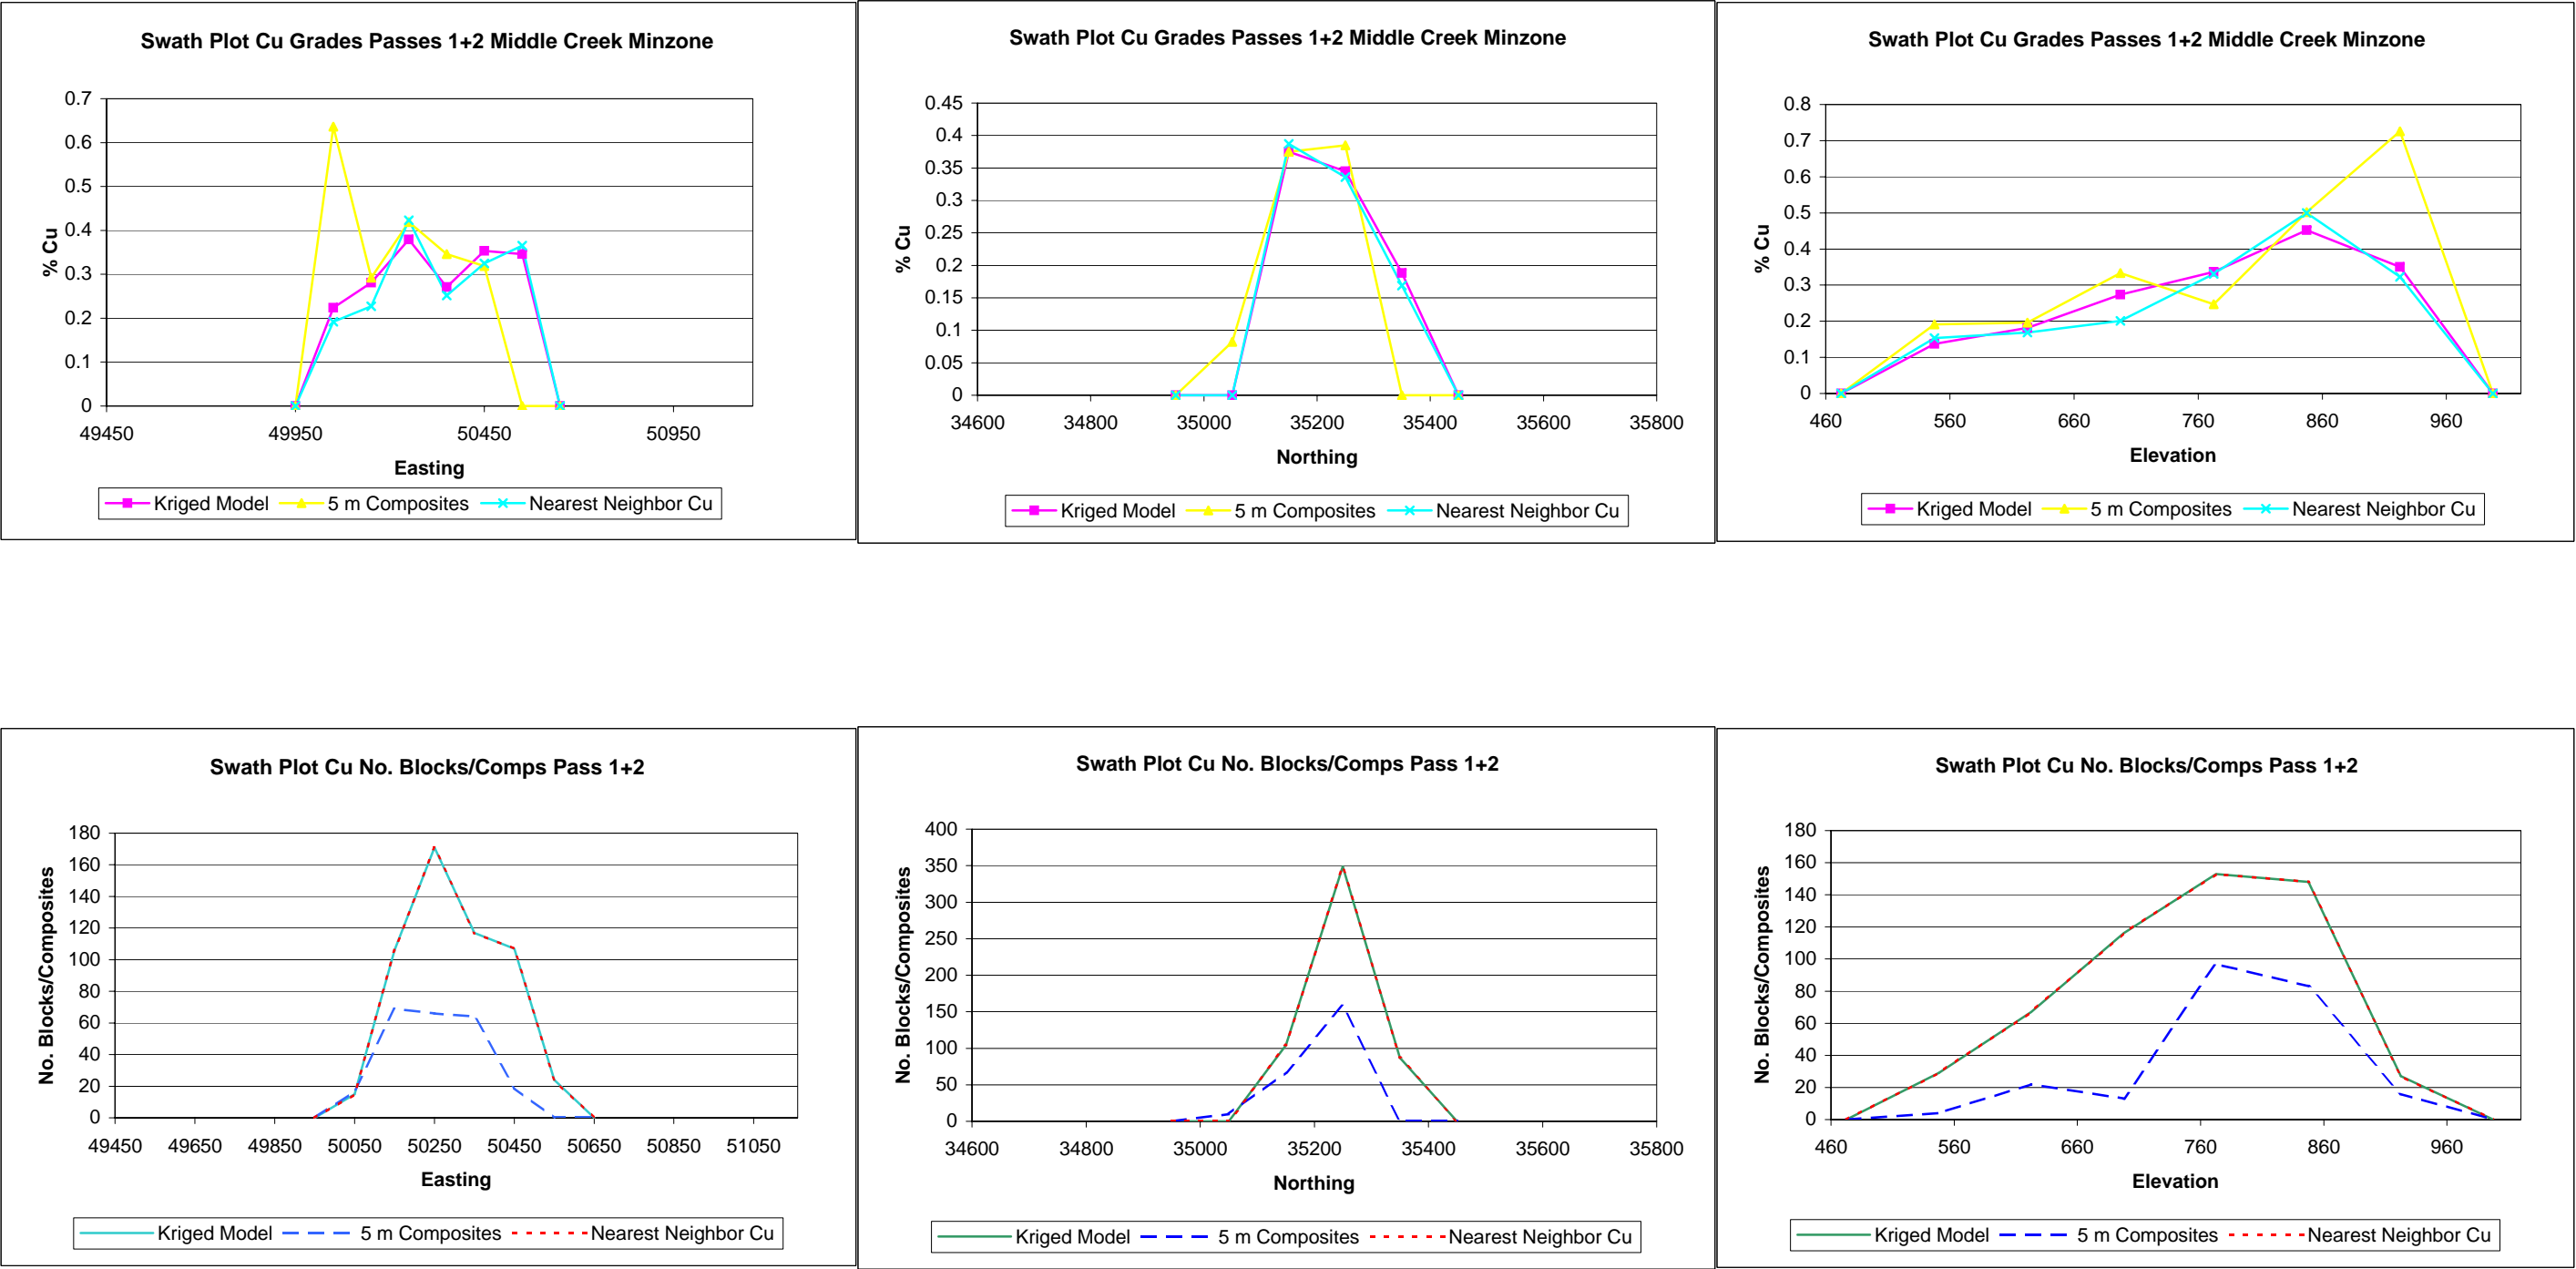 Swath Plot Cu Grades Passes 1+2 Middle Creek Minzone
0.7
0.6
0.5
0.4
0.3
0.2
0.1
0
% Cu
49450 49950 50450 50950
Easting
Kriged Model 5 m Composites Nearest Neighbor Cu
Swath Plot Cu Grades Passes 1+2 Middle Creek Minzone
0.45
0.4
0.35
0.3
0.25
0.2
0.15
0.1
0.05
0
% Cu
34600 34800 35000 35200 35400 35600 35800
Northing
Kriged Model 5 m Composites Nearest Neighbor Cu
Swath Plot Cu Grades Passes 1+2 Middle Creek Minzone
0.8
0.7
0.6
0.5
0.4
0.3
0.2
0.1
0
% Cu
460 560 660 760 860 960
Elevation
Kriged Model 5 m Composites Nearest Neighbor Cu
Swath Plot Cu No. Blocks/Comps Pass 1+2
180
160
140
120
100
80
60
40
20
0
No. Blocks/Composites
49450 49650 49850 50050 50250 50450 50650 50850 51050
Easting
Kriged Model 5 m Composites Nearest Neighbor Cu
Swath Plot Cu No. Blocks/Comps Pass 1+2
400
350
300
250
200
150
100
50
0
No. Blocks/Composites
34600 34800 35000 35200 35400 35600 35800
Northing
Kriged Model 5 m Composites Nearest Neighbor Cu
Swath Plot Cu No. Blocks/Comps Pass 1+2
180
160
140
120
100
80
60
40
20
0
No. Blocks/Composites
460 560 660 760 860 960
Elevation
Kriged Model 5 m Composites Nearest Neighbor Cu